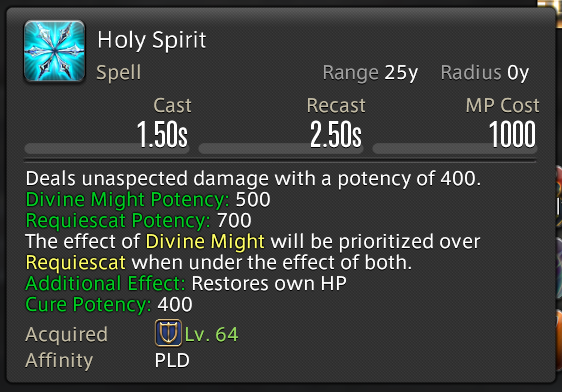 Holy Spirit
Spell Range 25y Radius 0y
Cast Recast MP Cost
1.50s 2.50s 1000
Deals unaspected damage with a potency of 400.
Divine Might Potency: 500
Requiescat Potency: 700
The effect of Divine Might will be prioritized over
Requiescat when under the effect of both.
Additional Effect: Restores own HP
Cure Potency: 400
Acquired Lv. 64
Affinity PLD